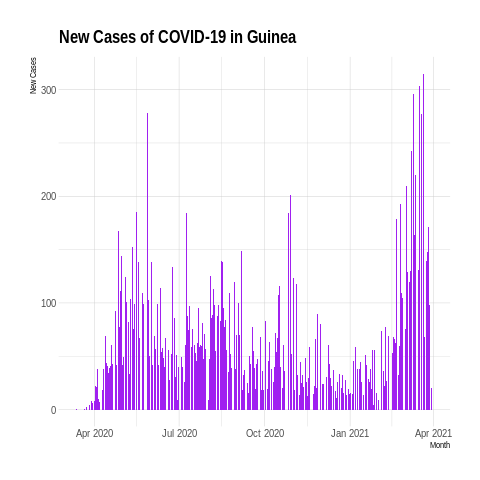 New Cases of COVID-19 in Guinea
New Cases
300
200
100
0
Apr 2020
Jul 2020
Oct 2020
Jan 2021
Apr 2021
Month